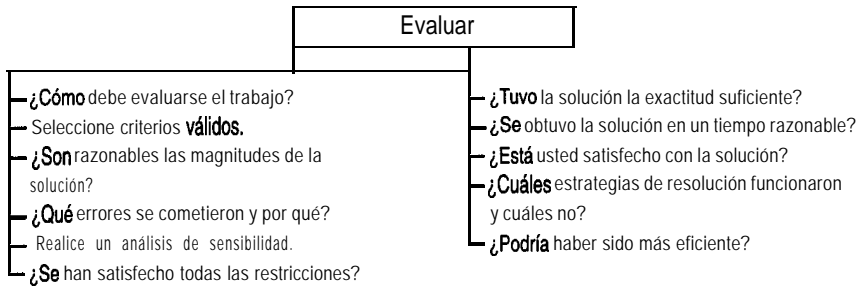 Evaluar
¿Cómo debe evaluarse el trabajo?
Seleccione criterios válidos.
¿Son razonables las magnitudes de la
solución?
¿Qué errores se cometieron y por qué?
Realice un análisis de sensibilidad.
¿Se han satisfecho todas las restricciones?
¿Tuvo la solución la exactitud suficiente?
¿Se obtuvo la solución en un tiempo razonable?
¿Está usted satisfecho con la solución?
¿Cuáles estrategias de resolución funcionaron
y cuáles no?
¿Podría haber sido más eficiente?